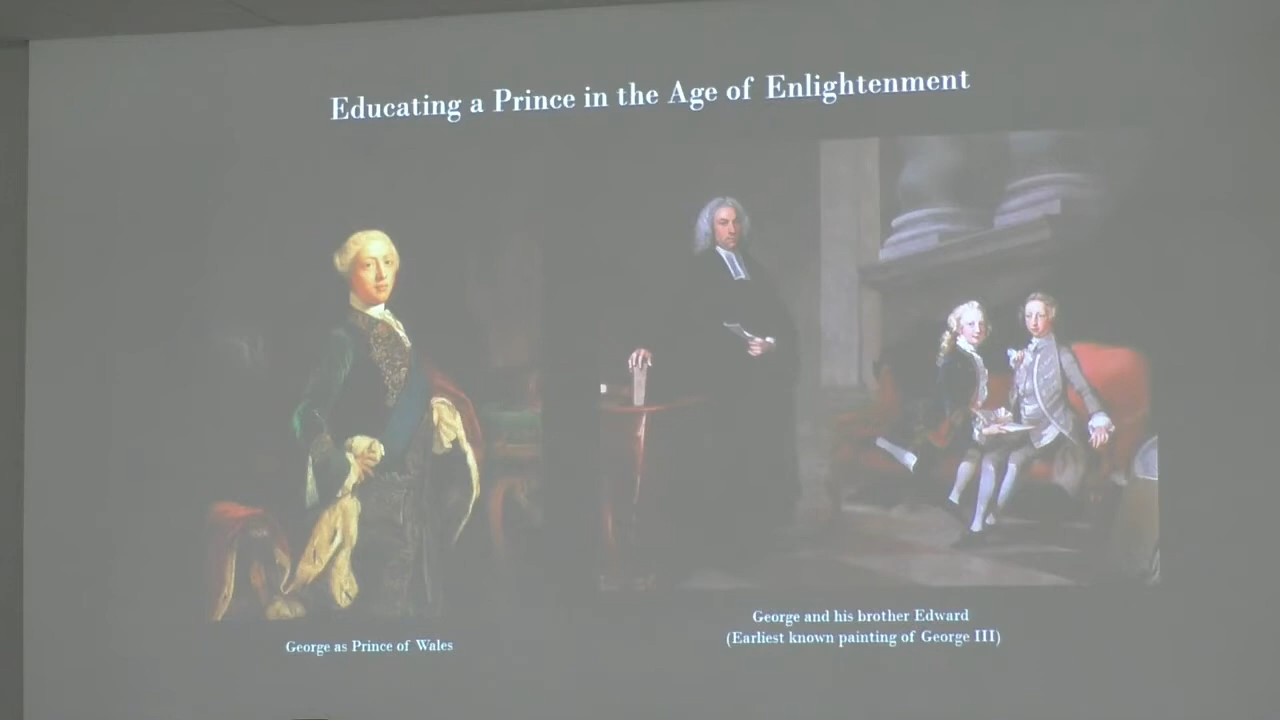 Educating a Prince in the Age of Enlightenment
George as Prince of Wales
George and his brother Edward
(Earliest known painting of George III)